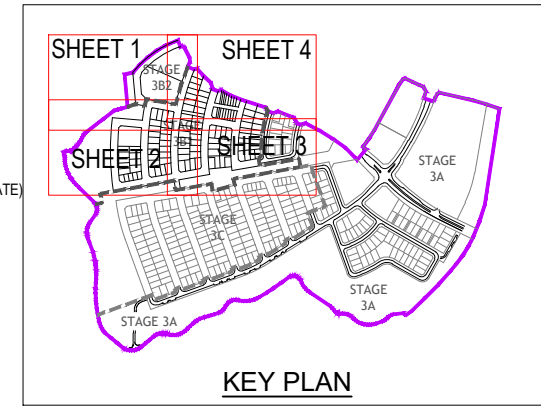 SHEET 1
SHEET 4
STAGE
3B2
SHEET 2
SHEET 3
STAGE
3A
ATE)
STAGE
3C
STAGE 3A
STAGE
3A
KEY PLAN